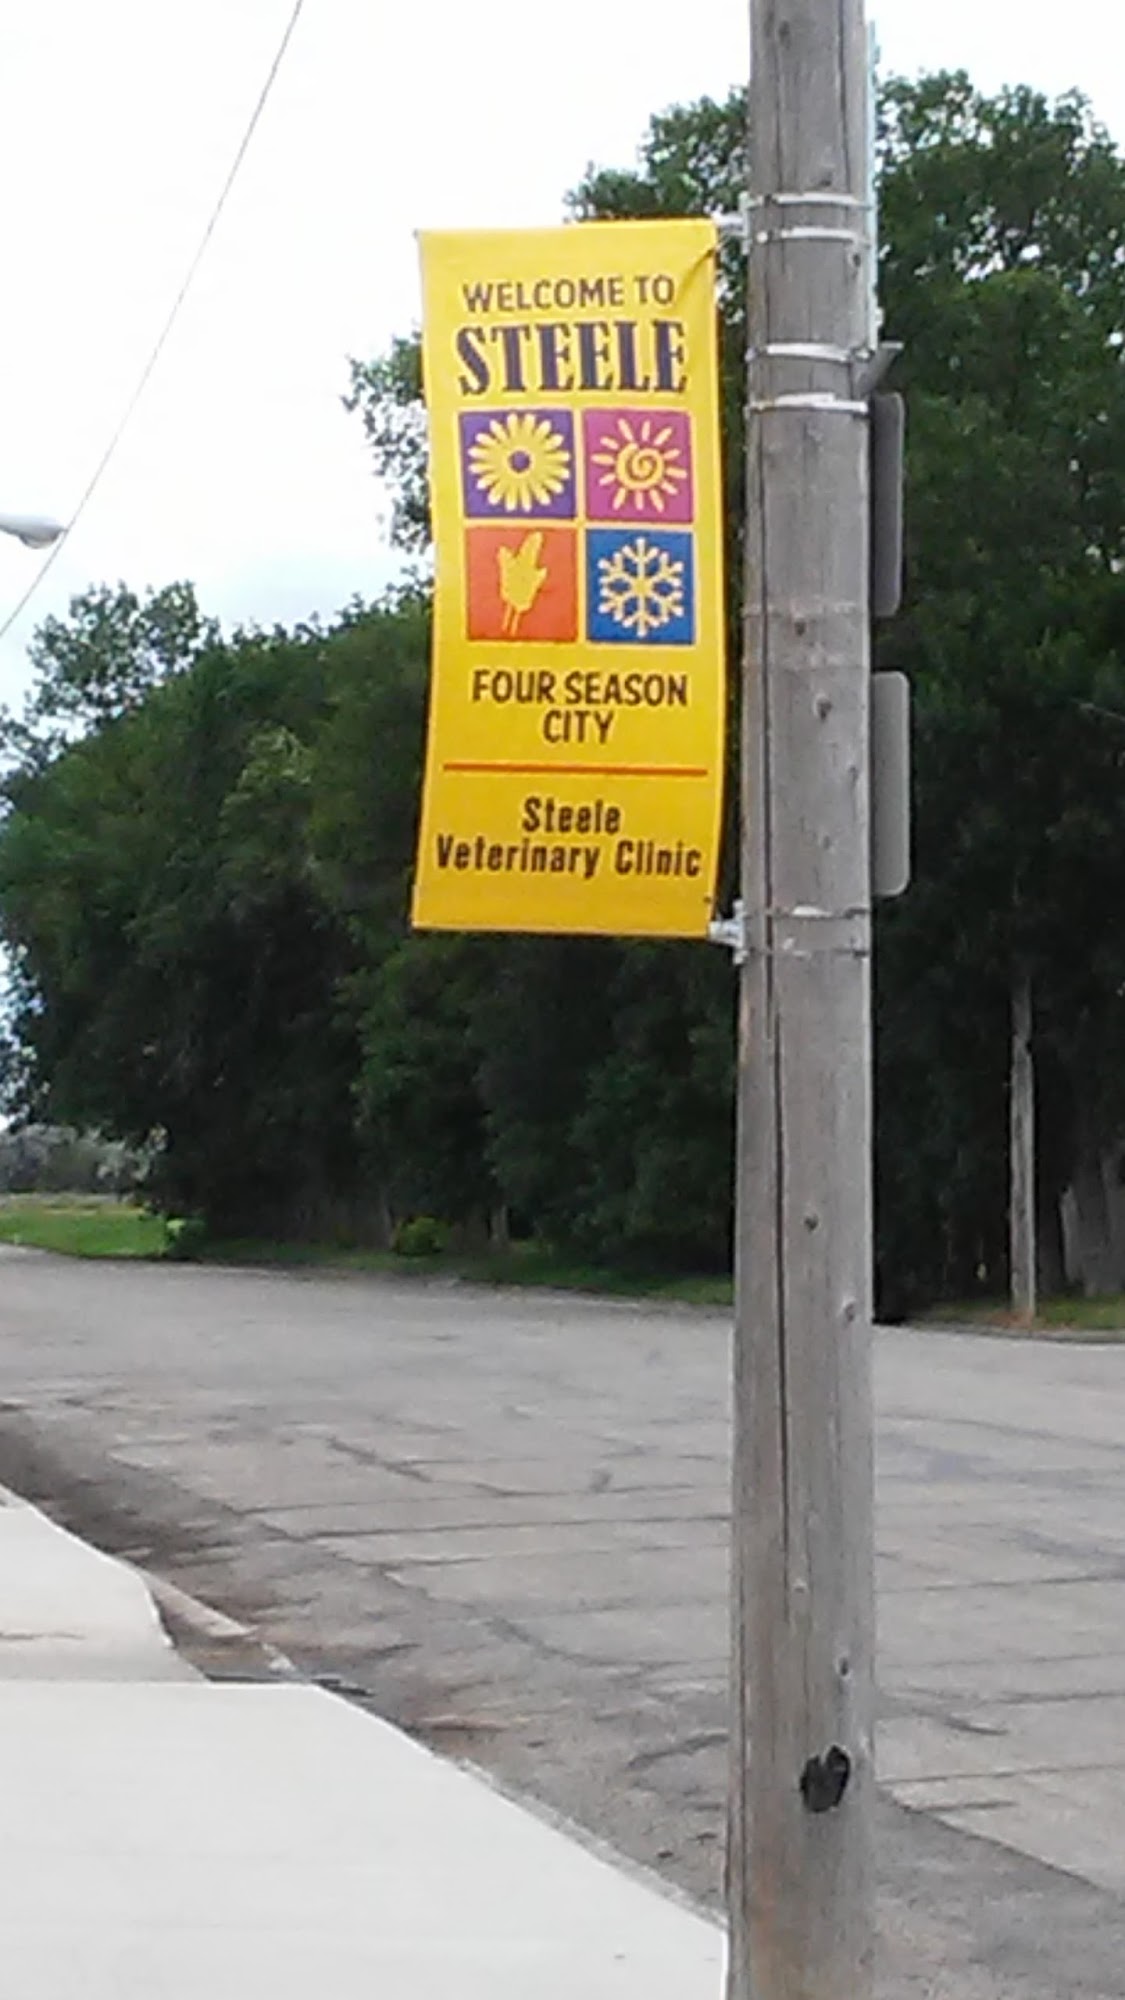 WELCOME TO
STEELE
FOUR SEASON
CITY
Steele
Veterinary Clinic